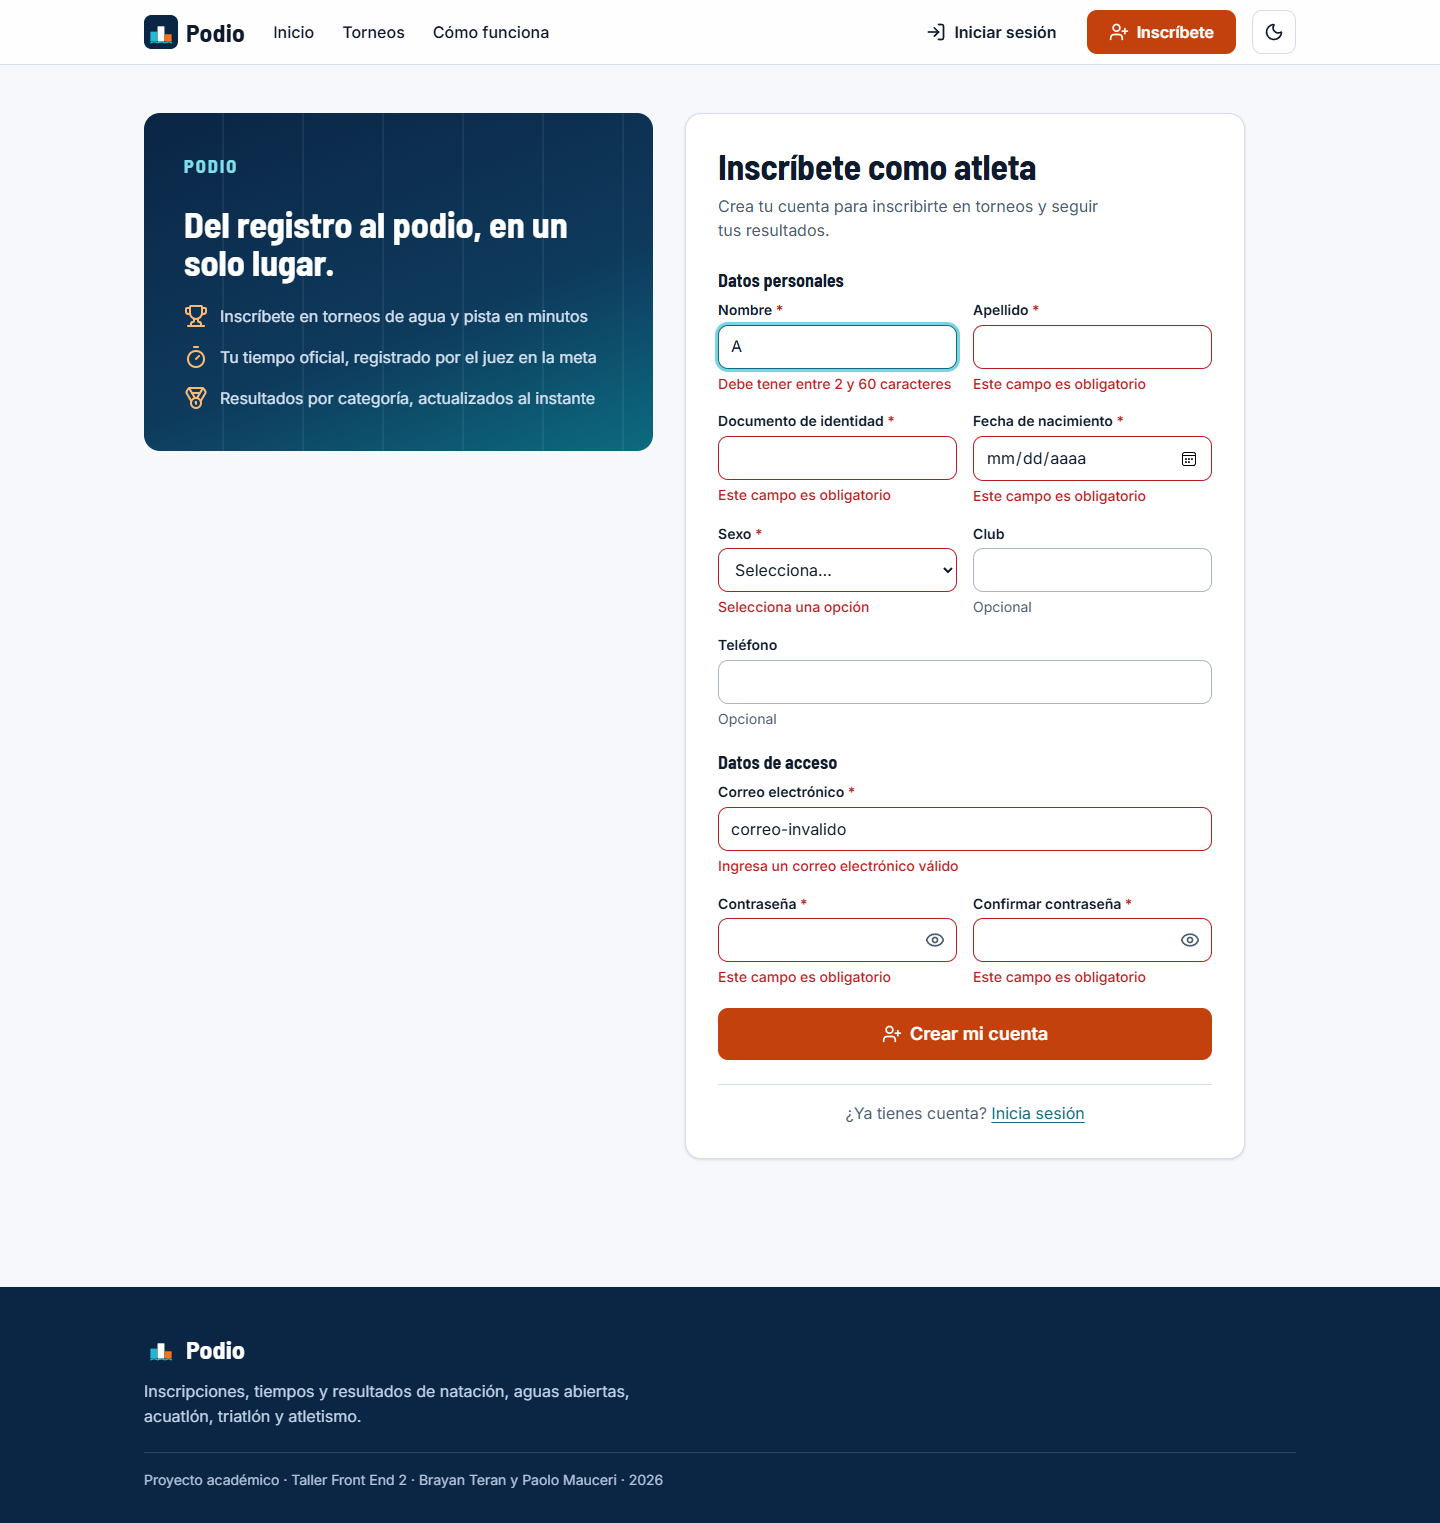 Podio
Inicio
Torneos
Cómo funciona
Iniciar sesión
Inscríbete
PODIO
Del registro al podio, en un
solo lugar.
Inscríbete en torneos de agua y pista en minutos
Tu tiempo oficial, registrado por el juez en la meta
Resultados por categoría, actualizados al instante
Inscríbete como atleta
Crea tu cuenta para inscribirte en torneos y seguir
tus resultados.
Datos personales
Nombre *
Apellido *
A
Debe tener entre 2 y 60 caracteres
Este campo es obligatorio
Documento de identidad *
Fecha de nacimiento *
mm/dd/aaaa
Este campo es obligatorio
Este campo es obligatorio
Sexo *
Club
Selecciona...
Selecciona una opción
Opcional
Teléfono
Opcional
Datos de acceso
Correo electrónico *
correo-invalido
Ingresa un correo electrónico válido
Contraseña *
Confirmar contraseña *
Este campo es obligatorio
Este campo es obligatorio
Crear mi cuenta
¿Ya tienes cuenta? Inicia sesión
Podio
Inscripciones, tiempos y resultados de natación, aguas abiertas,
acuatlón, triatlón y atletismo.
Proyecto académico · Taller Front End 2 · Brayan Teran y Paolo Mauceri · 2026